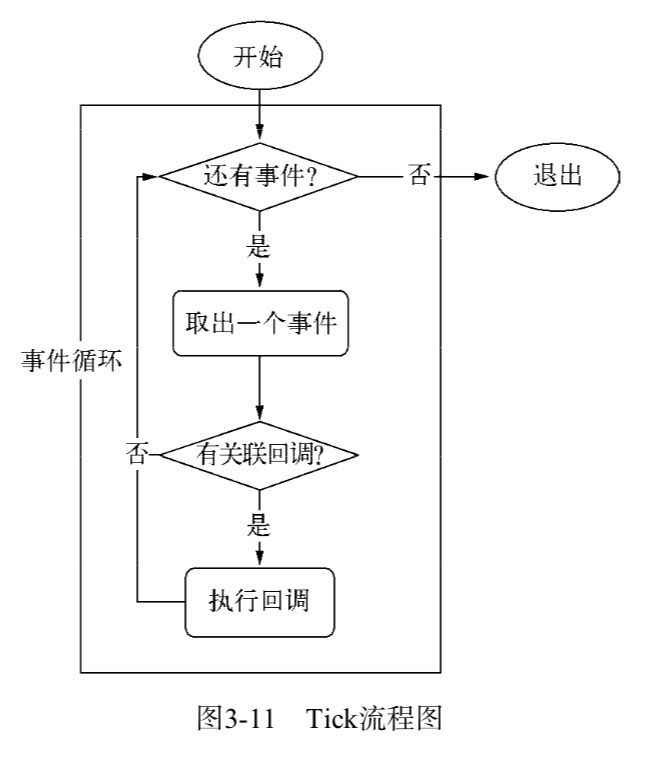 开始
还有事件?
否
退出
是
取出一个事件
事件循环
有关联回调?
否
是
执行回调
图3-11 Tick流程图